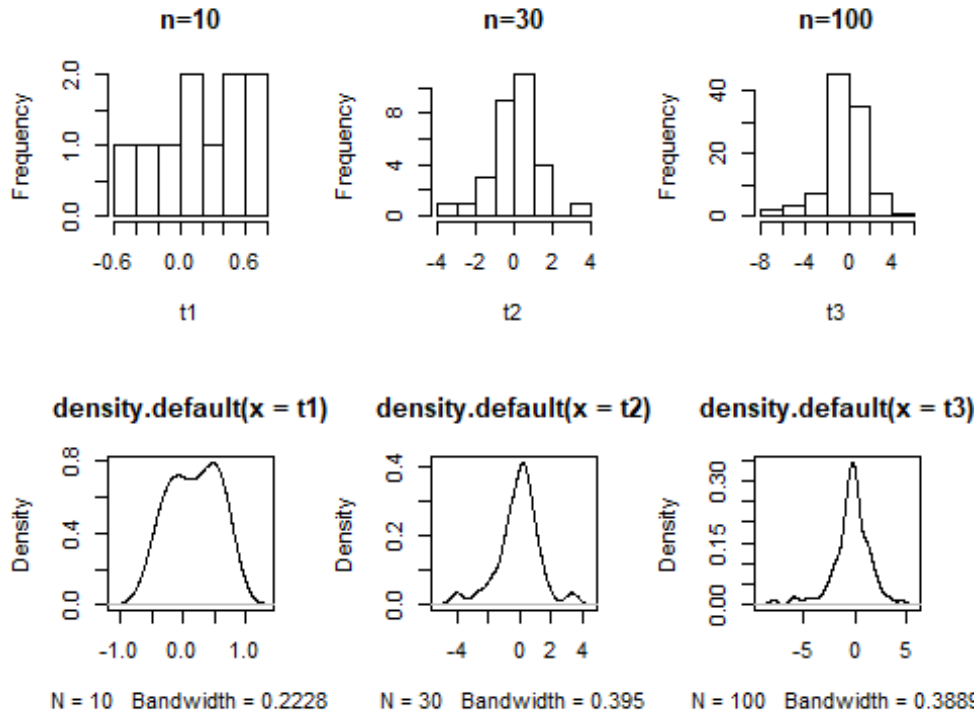 n=10
n=30
n=100
Frequency
0.0 1.0 2.0
-0.6 0.0 0.6
t1
Frequency
0 4 8
-4 -2 0 2 4
t2
Frequency
0 20 40
-8 -4 0 4
t3
density.default(x = t1)
density.default(x = t2)
density.default(x = t3)
Density
0.0 0.4 0.8
-1.0 0.0 1.0
N = 10 Bandwidth = 0.2228
Density
0.0 0.2 0.4
-4 0 2 4
N = 30 Bandwidth = 0.395
Density
0.00 0.15 0.30
-5 0 5
N = 100 Bandwidth = 0.3889